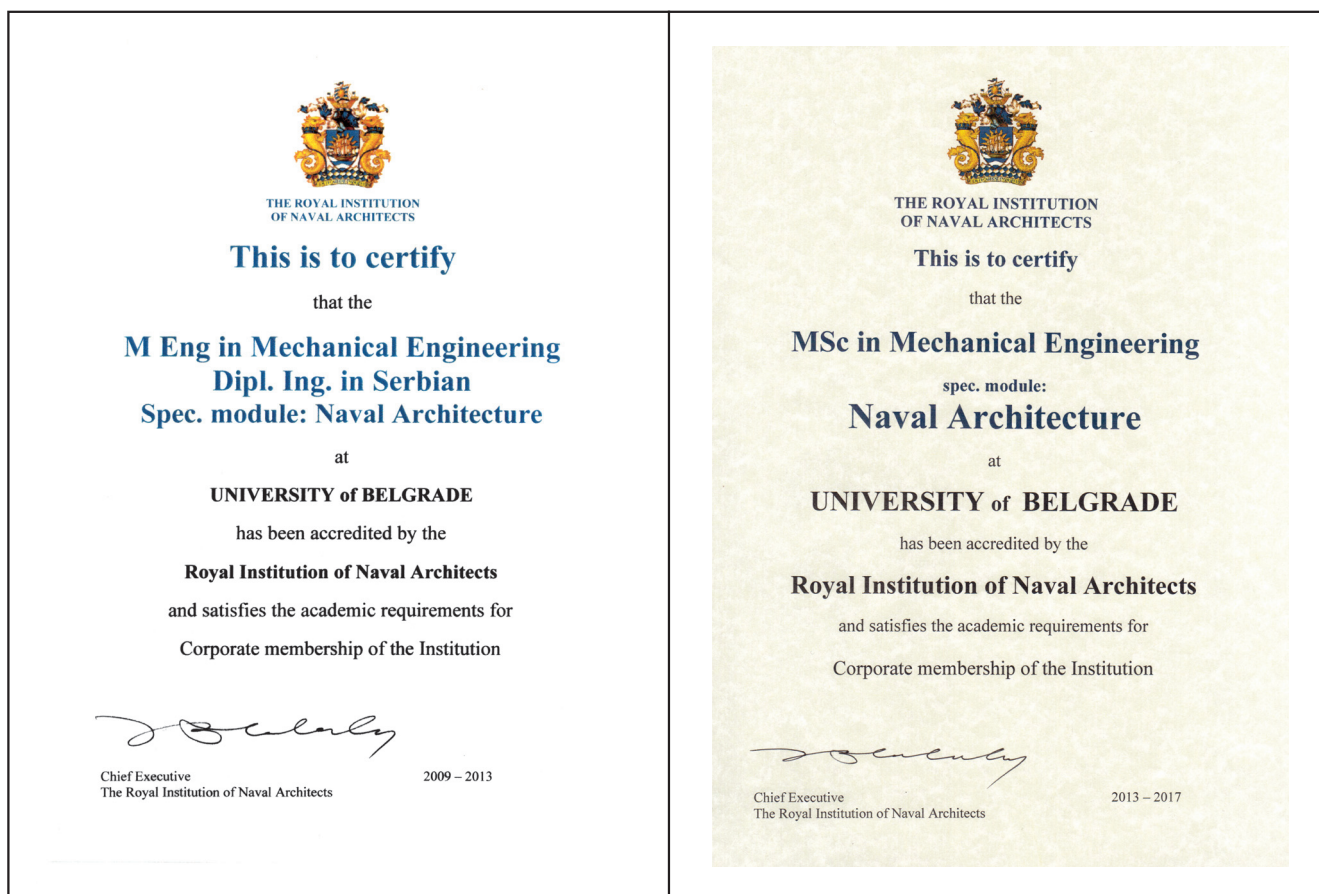 THE ROYAL INSTITUTION
OF NAVAL ARCHITECTS
This is to certify
that the
M Eng in Mechanical Engineering
Dipl. Ing. in Serbian
Spec. module: Naval Architecture
at
UNIVERSITY of BELGRADE
has been accredited by the
Royal Institution of Naval Architects
and satisfies the academic requirements for
Corporate membership of the Institution
Chief Executive
The Royal Institution of Naval Architects
2009 – 2013
THE ROYAL INSTITUTION
OF NAVAL ARCHITECTS
This is to certify
that the
MSc in Mechanical Engineering
spec. module:
Naval Architecture
at
UNIVERSITY of BELGRADE
has been accredited by the
Royal Institution of Naval Architects
and satisfies the academic requirements for
Corporate membership of the Institution
Chief Executive
The Royal Institution of Naval Architects
2013 – 2017